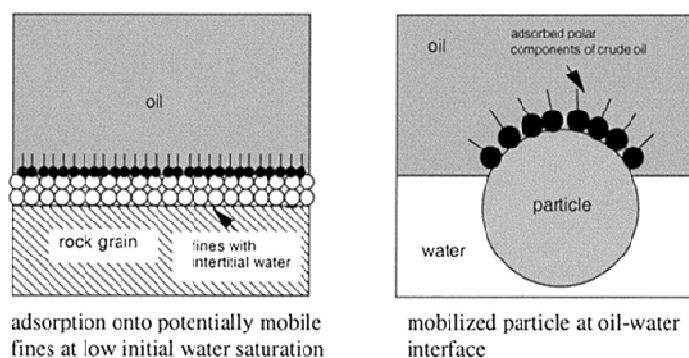 oil
rock grain
fines with
intertitial water
adsorption onto potentially mobile
fines at low initial water saturation
oil
adsorbed polar
components of crude oil
particle
water
mobilized particle at oil-water
interface